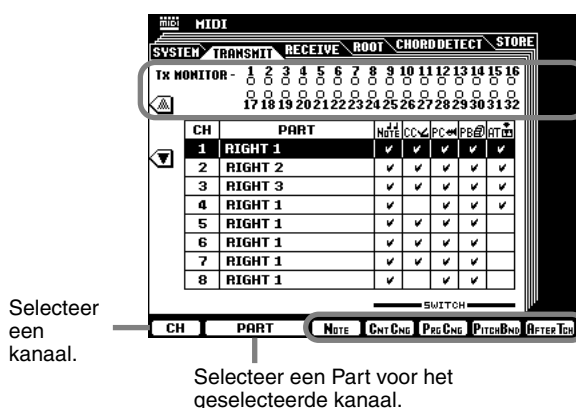 MIDI MIDI
SYSTEM TRANSMIT RECEIVE ROOT CHORD DETECT STORE
Tx MONITOR - 1 2 3 4 5 6 7 8 9 10 11 12 13 14 15 16
17 18 19 20 21 22 23 24 25 26 27 28 29 30 31 32
CH PART NOTE CC PC PB AT
1 RIGHT 1 ✔ ✔ ✔ ✔ ✔
2 RIGHT 2 ✔ ✔ ✔ ✔ ✔
3 RIGHT 3 ✔ ✔ ✔ ✔ ✔
4 RIGHT 1 ✔ ✔ ✔ ✔
5 RIGHT 1 ✔ ✔ ✔ ✔
6 RIGHT 1 ✔ ✔ ✔ ✔
7 RIGHT 1 ✔ ✔ ✔ ✔
8 RIGHT 1 ✔ ✔ ✔
SWITCH
CH PART NOTE CNT CNG PRG CNG PITCHBND AFTER TCH
Selecteer
een
kanaal.
Selecteer een Part voor het
geselecteerde kanaal.